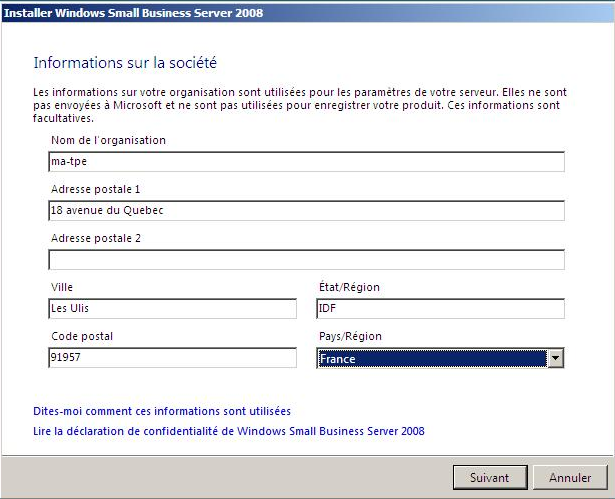 Installer Windows Small Business Server 2008
Informations sur la société
Les informations sur votre organisation sont utilisées pour les paramètres de votre serveur. Elles ne sont
pas envoyées à Microsoft et ne sont pas utilisées pour enregistrer votre produit. Ces informations sont
facultatives.
Nom de l'organisation
ma-tpe
Adresse postale 1
18 avenue du Quebec
Adresse postale 2
Ville
État/Région
Les Ulis
IDF
Code postal
Pays/Région
91957
France
Dites-moi comment ces informations sont utilisées
Lire la déclaration de confidentialité de Windows Small Business Server 2008
Suivant
Annuler